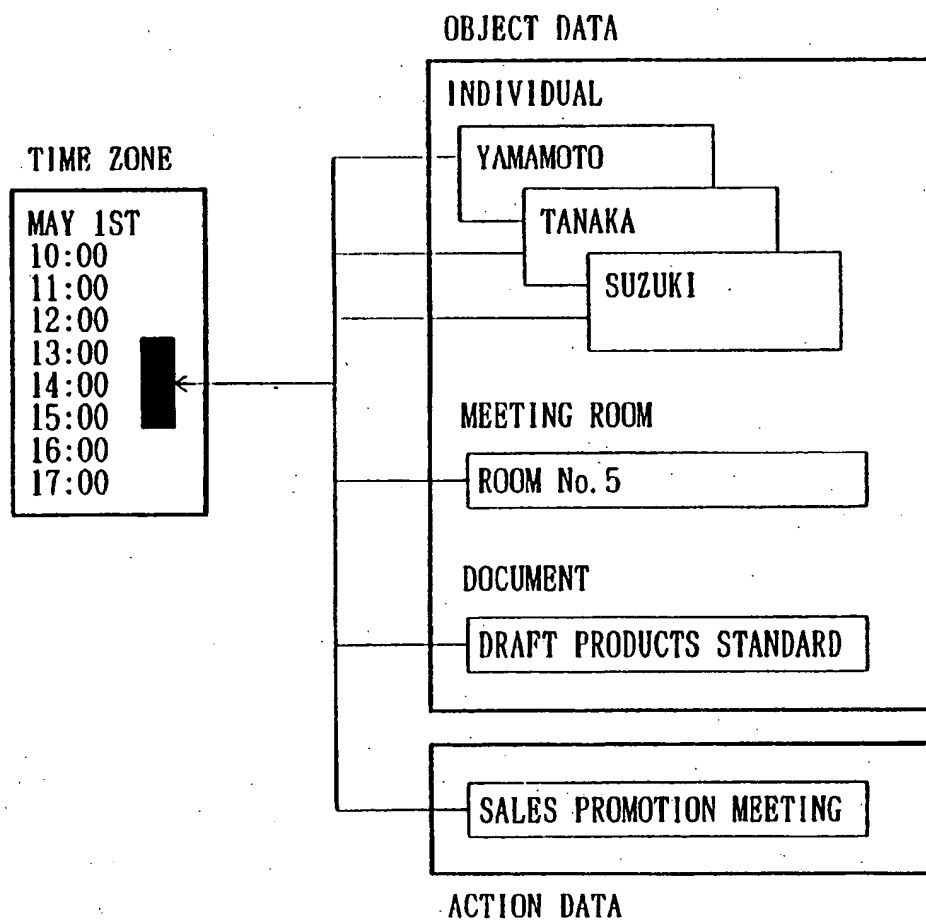 OBJECT DATA
INDIVIDUAL
YAMAMOTO
TANAKA
SUZUKI
TIME ZONE
MAY 1ST
10:00
11:00
12:00
13:00
14:00
15:00
16:00
17:00
MEETING ROOM
ROOM No.5
DOCUMENT
DRAFT PRODUCTS STANDARD
SALES PROMOTION MEETING
ACTION DATA